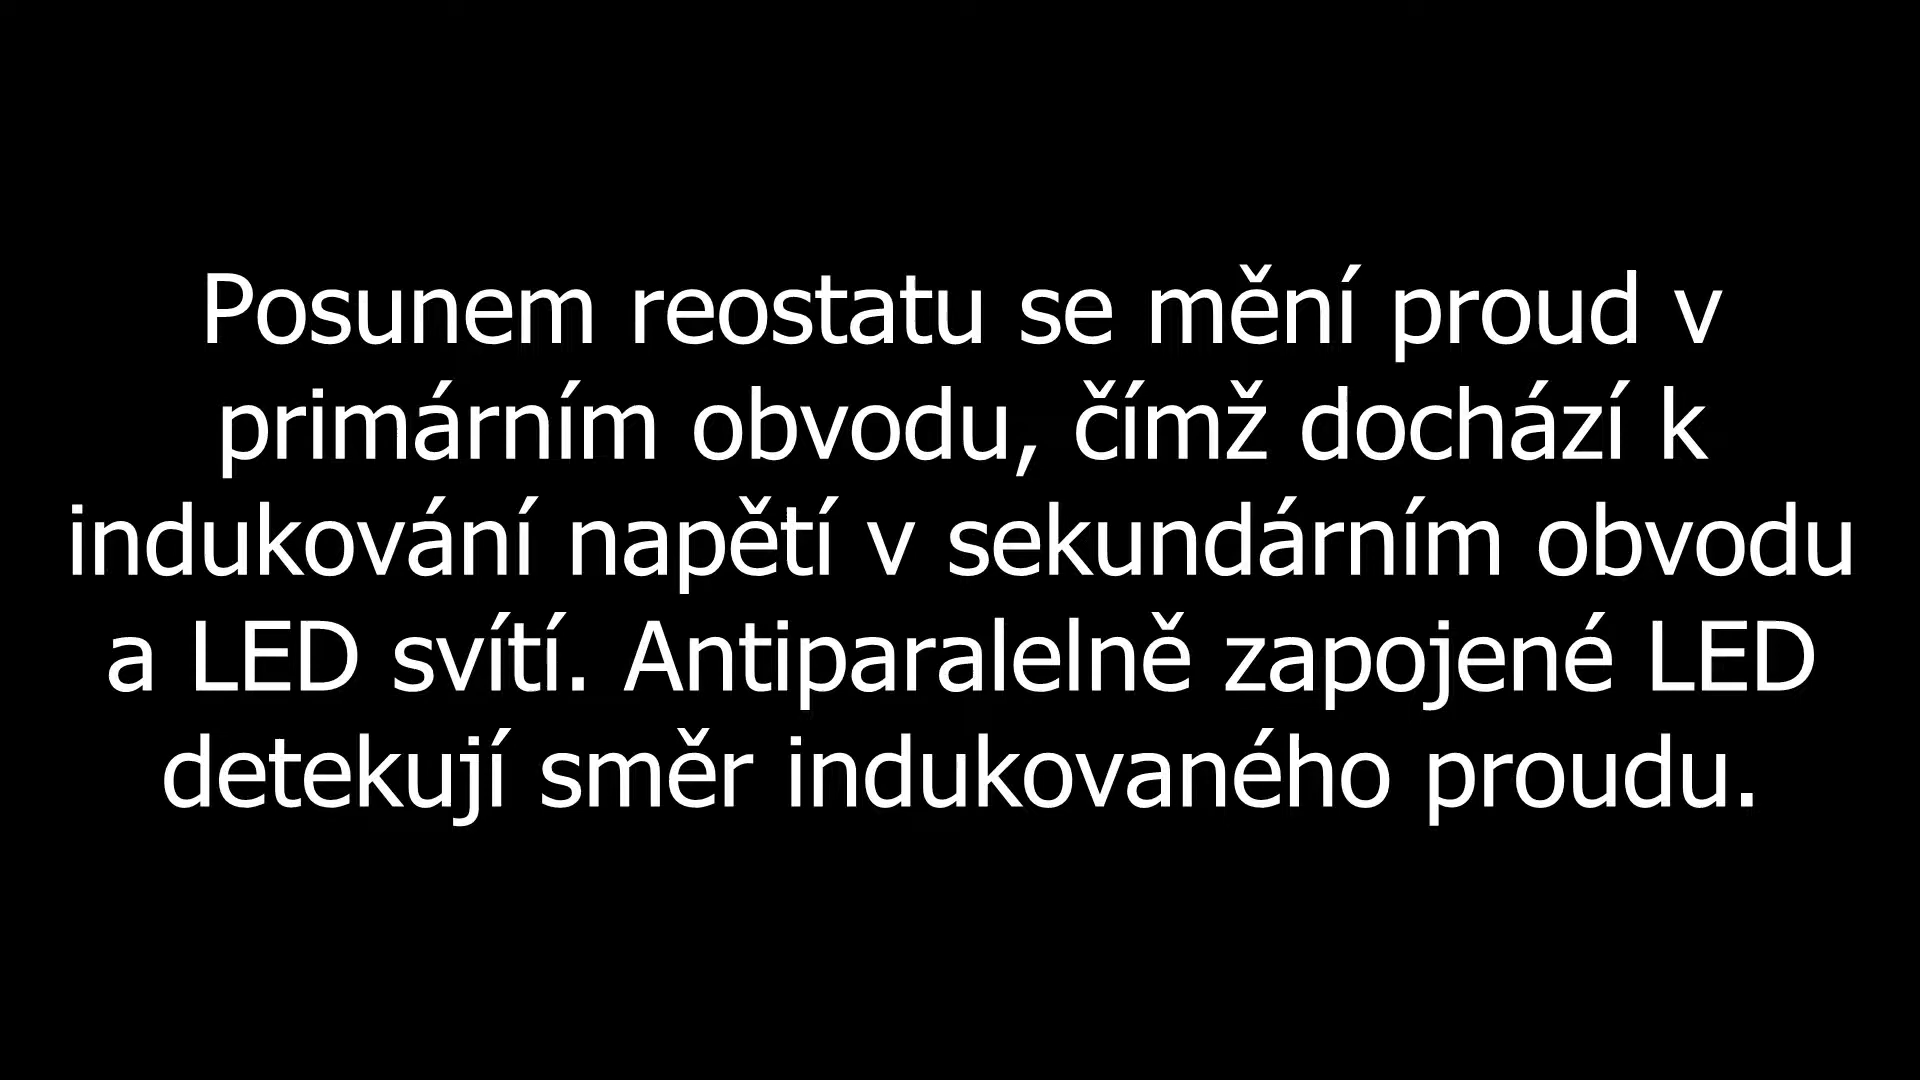 Posunem reostatu se mění proud v
primárním obvodu, čímž dochází k
indukování napětí v sekundárním obvodu
a LED svítí. Antiparalelně zapojené LED
detekují směr indukovaného proudu.